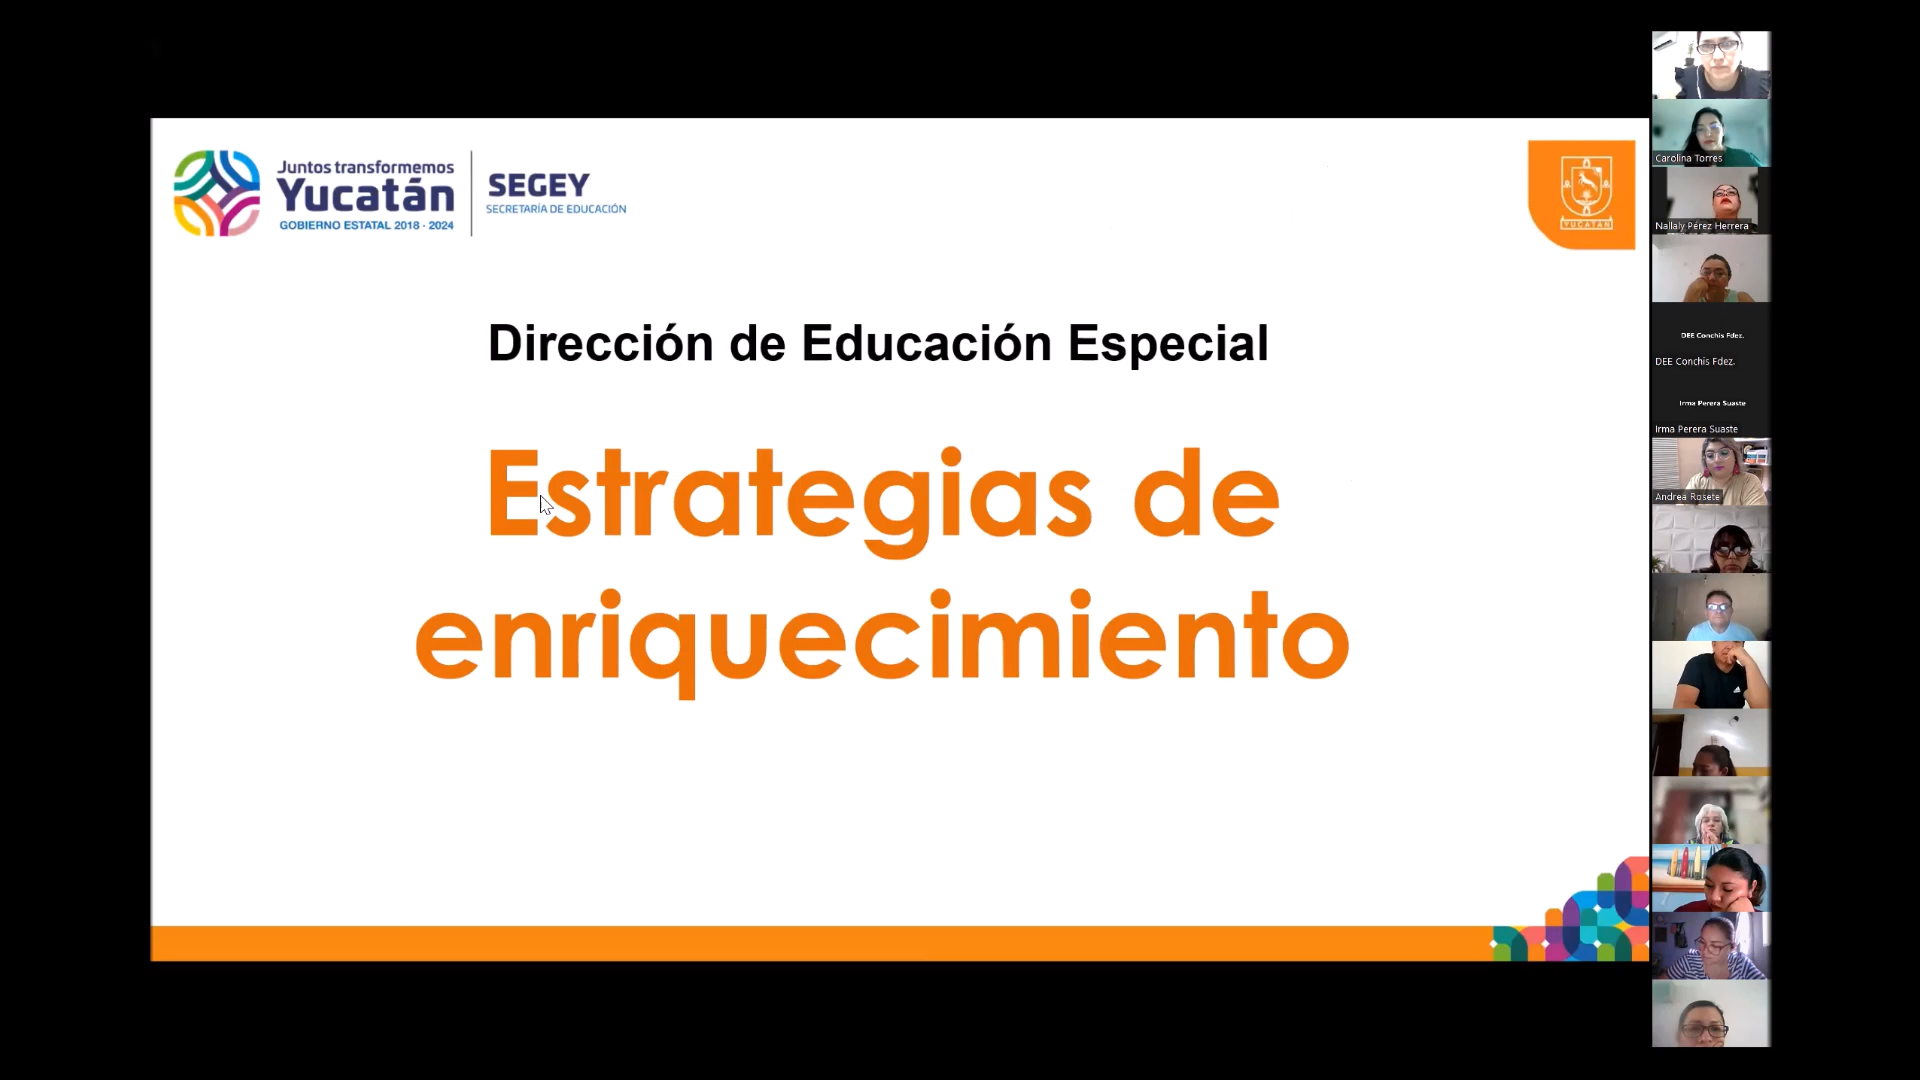 Juntos transformemos
Yucatán
GOBIERNO ESTATAL 2018 - 2024
SEGEY
SECRETARÍA DE EDUCACIÓN
YUCATÁN
Dirección de Educación Especial
Estrategias de
enriquecimiento
Carolina Torres
Nallaly Pérez Herrera
DEE Conchis Fdez.
DEE Conchis Fdez.
Irma Perera Suaste
Irma Perera Suaste
Andrea Rosete